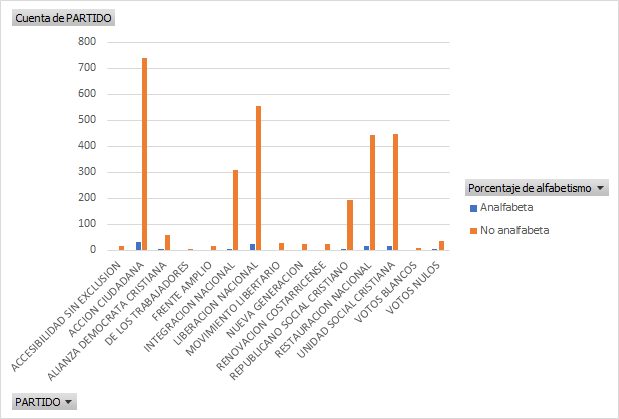 Cuenta de PARTIDO
800
700
600
500
400
300
200
100
0
ACCESIBILIDAD SIN EXCLUSION
ACCION CIUDADANA
ALIANZA DEMOCRATA CRISTIANA
DE LOS TRABAJADORES
FRENTE AMPLIO
INTEGRACION NACIONAL
LIBERACION NACIONAL
MOVIMIENTO LIBERTARIO
NUEVA GENERACION
RENOVACION COSTARRICENSE
REPUBLICANO SOCIAL CRISTIANO
RESTAURACION NACIONAL
UNIDAD SOCIAL CRISTIANA
VOTOS BLANCOS
VOTOS NULOS
Porcentaje de alfabetismo
Analfabeta
No analfabeta
PARTIDO